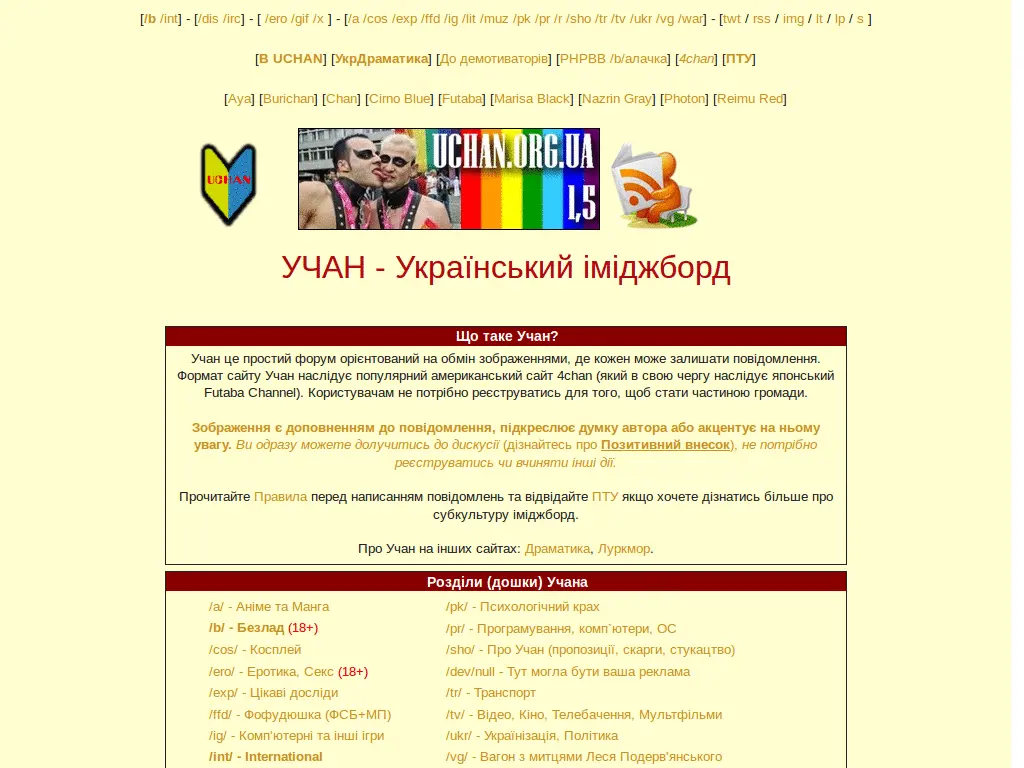 [/b /int] - [/dis /irc] - [ /ero /gif /x ] - [/a /cos /exp /ffd /ig /lit /muz /pk /pr /r /sho /tr /tv /ukr /vg /war] - [twt / rss / img / lt / lp / s ]
[В UCHAN] [УкрДраматика] [До демотиваторів] [PHPBB /b/алачка] [4chan] [ПТУ]
[Aya] [Burichan] [Chan] [Cirno Blue] [Futaba] [Marisa Black] [Nazrin Gray] [Photon] [Reimu Red]
UCHAN
UCHAN.ORG.UA
1,5
УЧАН - Український іміджборд
Що таке Учан?
Учан це простий форум орієнтований на обмін зображеннями, де кожен може залишати повідомлення.
Формат сайту Учан наслідує популярний американський сайт 4chan (який в свою чергу наслідує японський
Futaba Channel). Користувачам не потрібно реєструватись для того, щоб стати частиною громади.
Зображення є доповненням до повідомлення, підкреслює думку автора або акцентує на ньому
увагу. Ви одразу можете долучитись до дискусії (дізнайтесь про Позитивний внесок), не потрібно
реєструватись чи вчиняти інші дії.
Прочитайте Правила перед написанням повідомлень та відвідайте ПТУ якщо хочете дізнатись більше про
субкультуру іміджборд.
Про Учан на інших сайтах: Драматика, Луркмор.
Розділи (дошки) Учана
/a/ - Аніме та Манга
/b/ - Безлад (18+)
/cos/ - Косплей
/ero/ - Еротика, Секс (18+)
/exp/ - Цікаві досліди
/ffd/ - Фофудюшка (ФСБ+МП)
/ig/ - Комп'ютерні та інші ігри
/int/ - International
/pk/ - Психологічний крах
/pr/ - Програмування, комп`ютери, ОС
/sho/ - Про Учан (пропозиції, скарги, стукацтво)
/dev/null - Тут могла бути ваша реклама
/tr/ - Транспорт
/tv/ - Відео, Кіно, Телебачення, Мультфільми
/ukr/ - Українізація, Політика
/vg/ - Вагон з митцями Леся Подерв'янського